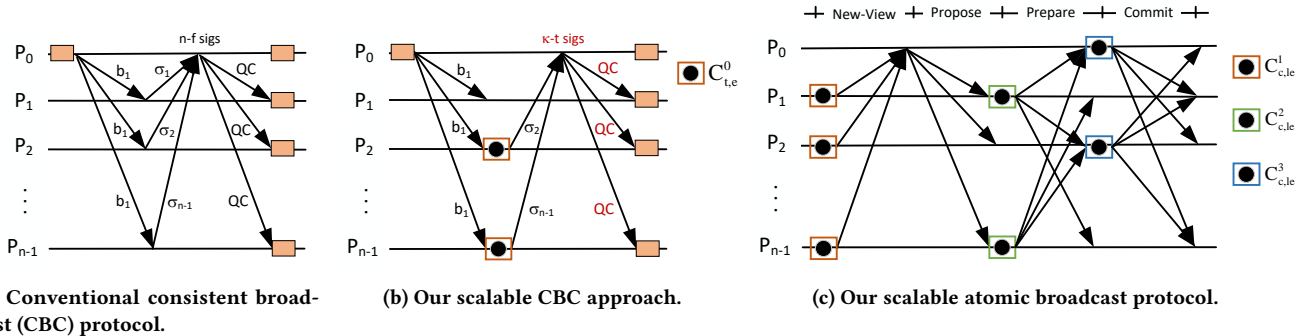 New-View Propose Prepare Commit
n-f sigs
κ-t sigs
P0
b1
σ1
QC
P0
b1
QC
C0t,e
P0
C1c,le
P1
b1
σ2
QC
P1
b1
σ2
QC
P1
C2c,le
P2
P2
P2
C3c,le
b1
σn-1
QC
b1
σn-1
QC
Pn-1
Pn-1
Pn-1
Conventional consistent broad-
st (CBC) protocol.
(b) Our scalable CBC approach.
(c) Our scalable atomic broadcast protocol.